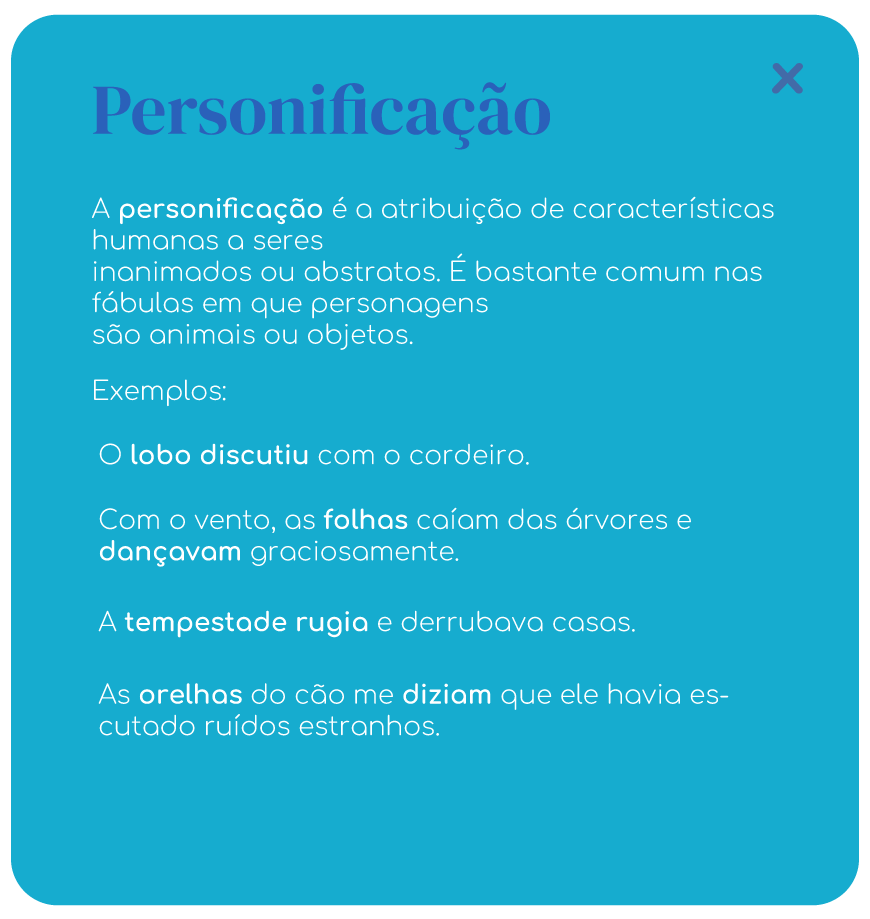 Personificação
A personificação é a atribuição de características
humanas a seres
inanimados ou abstratos. É bastante comum nas
fábulas em que personagens
são animais ou objetos.
Exemplos:
O lobo discutiu com o cordeiro.
Com o vento, as folhas caíam das árvores e
dançavam graciosamente.
A tempestade rugia e derrubava casas.
As orelhas do cão me diziam que ele havia es-
cutado ruídos estranhos.